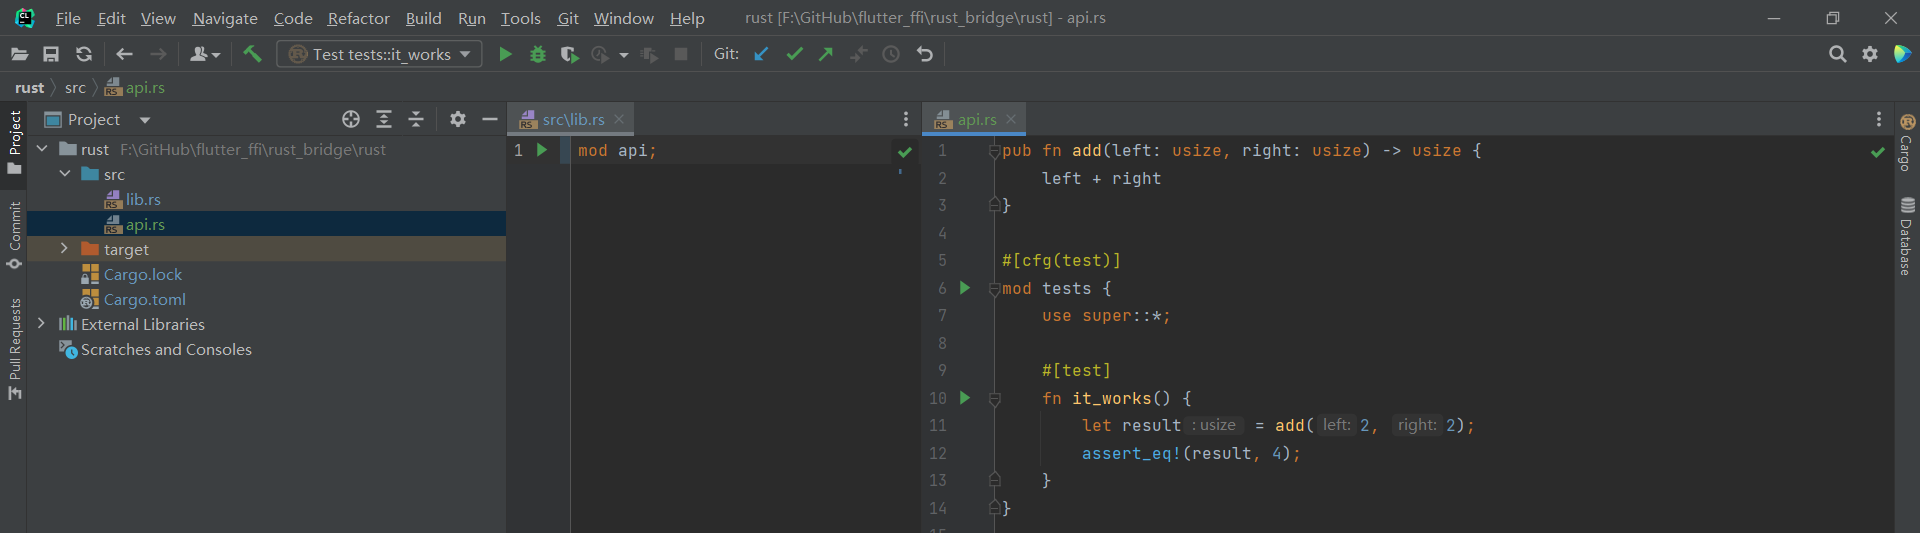 File Edit View Navigate Code Refactor Build Run Tools Git Window Help rust [F:\GitHub\flutter_ffi\rust_bridge\rust] - api.rs
Test tests::it_works Git:
rust src api.rs
Project
Commit
Pull Requests
Project
rust F:\GitHub\flutter_ffi\rust_bridge\rust
src
lib.rs
api.rs
target
Cargo.lock
Cargo.toml
External Libraries
Scratches and Consoles
src\lib.rs
1 mod api;
api.rs
1 pub fn add(left: usize, right: usize) -> usize {
2 left + right
3 }
4
5 #[cfg(test)]
6 mod tests {
7 use super::*;
8
9 #[test]
10 fn it_works() {
11 let result : usize = add( left: 2, right: 2);
12 assert_eq!(result, 4);
13 }
14 }
15
Cargo
Database